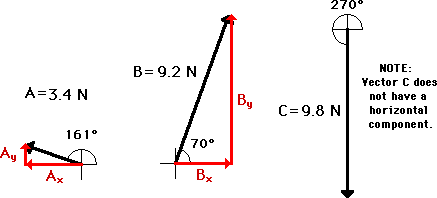 A=3.4 N
161°
Ay
Ax
B=9.2 N
By
70°
Bx
270°
C=9.8 N
NOTE:
Vector C does
not have a
horizontal
component.